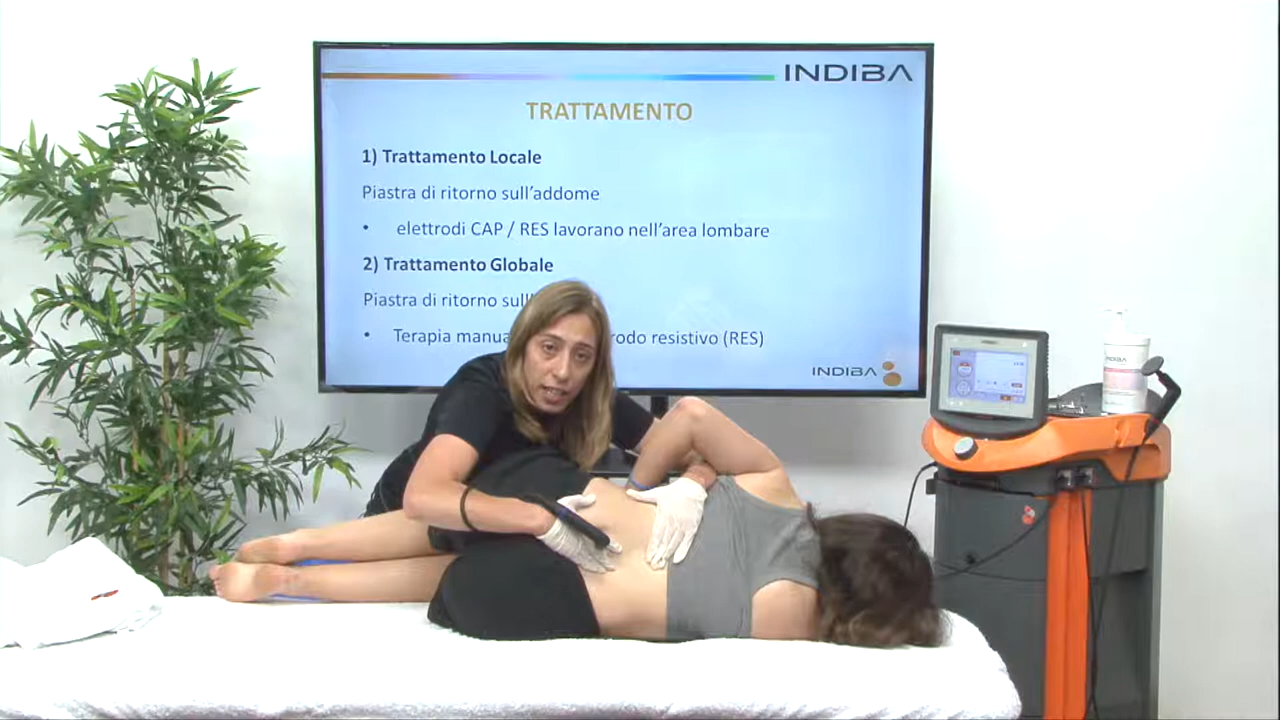 INDIBA
TRATTAMENTO
1) Trattamento Locale
Piastra di ritorno sull'addome
• elettrodi CAP / RES lavorano nell'area lombare
2) Trattamento Globale
Piastra di ritorno sull'
• Terapia manua rodo resistivo (RES)
INDIBA
INDIBA